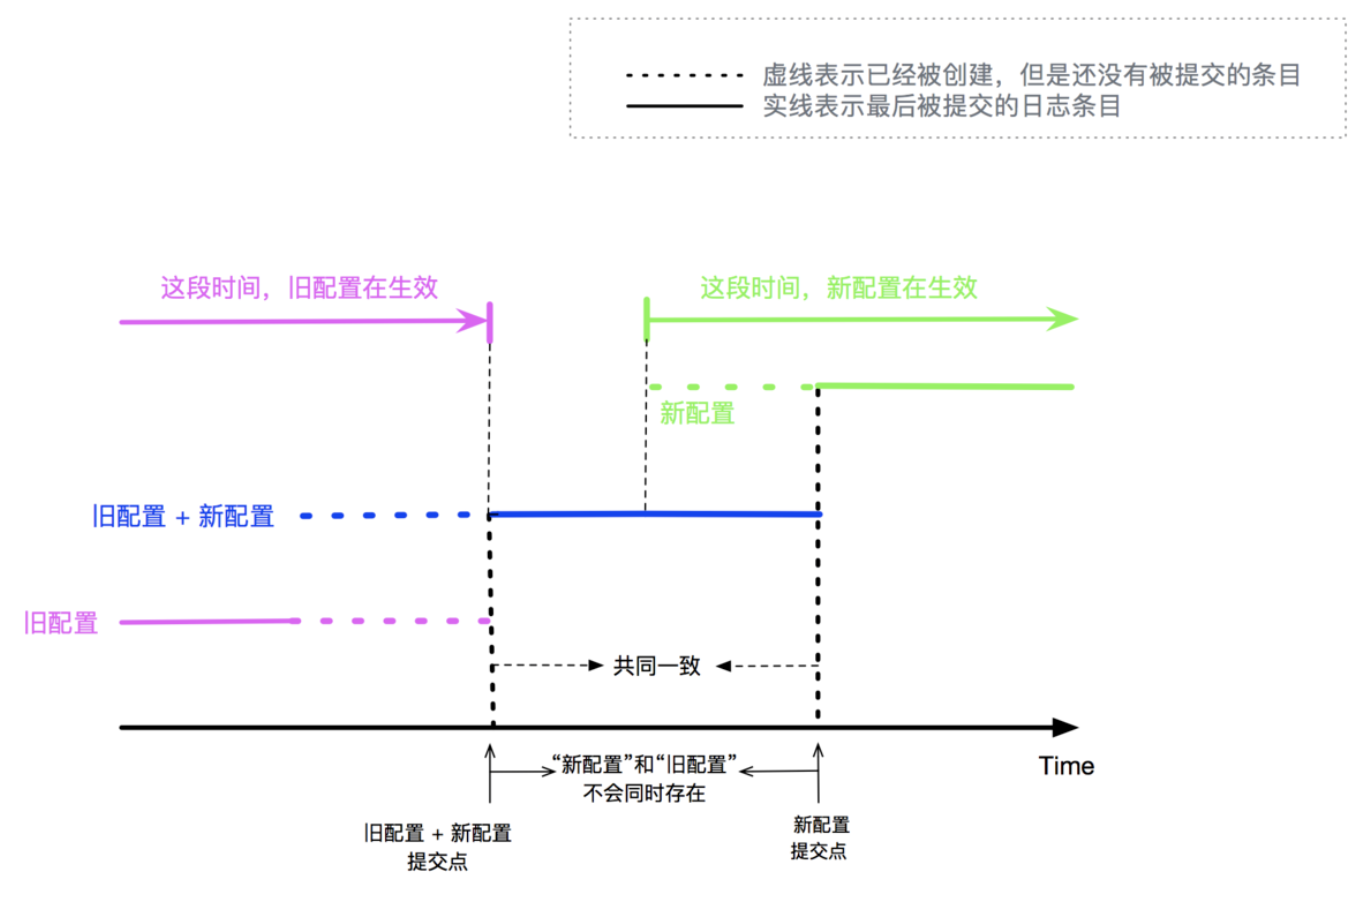 虚线表示已经被创建，但是还没有被提交的条目
实线表示最后被提交的日志条目
这段时间，旧配置在生效
这段时间，新配置在生效
新配置
旧配置 + 新配置
旧配置
共同一致
Time
“新配置”和“旧配置”
不会同时存在
旧配置 + 新配置
提交点
新配置
提交点